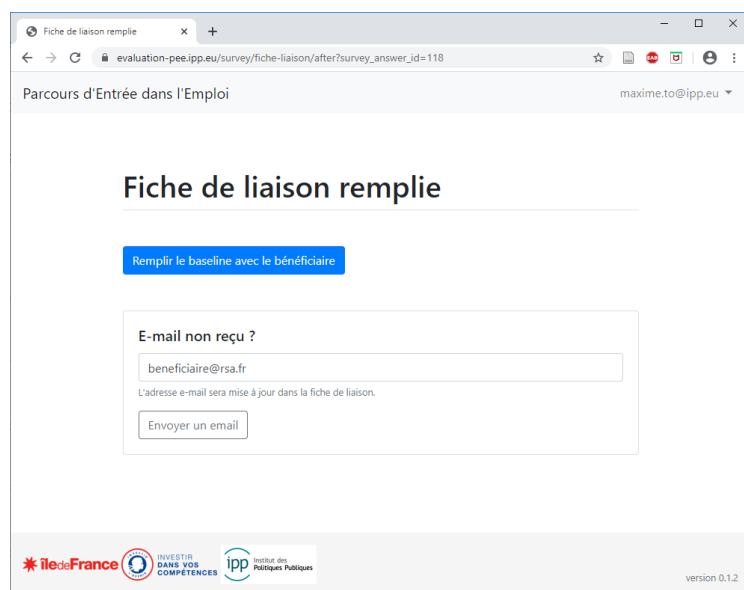 Fiche de liaison remplie
evaluation-pee.ipp.eu/survey/fiche-liaison/after?survey_answer_id=118
Parcours d'Entrée dans l'Emploi
maxime.to@ipp.eu
Fiche de liaison remplie
Remplir le baseline avec le bénéficiaire
E-mail non reçu ?
beneficiaire@rsa.fr
L'adresse e-mail sera mise à jour dans la fiche de liaison.
Envoyer un email
îledeFrance
INVESTIR
DANS VOS
COMPÉTENCES
ipp
Institut des
Politiques Publiques
version 0.1.2